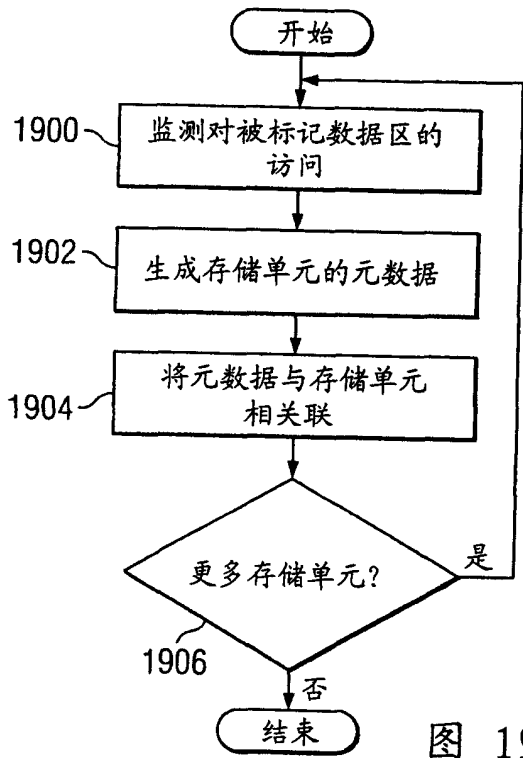 开始
1900
监测对被标记数据区的
访问
1902
生成存储单元的元数据
1904
将元数据与存储单元
相关联
更多存储单元?
是
1906
否
结束
图 19